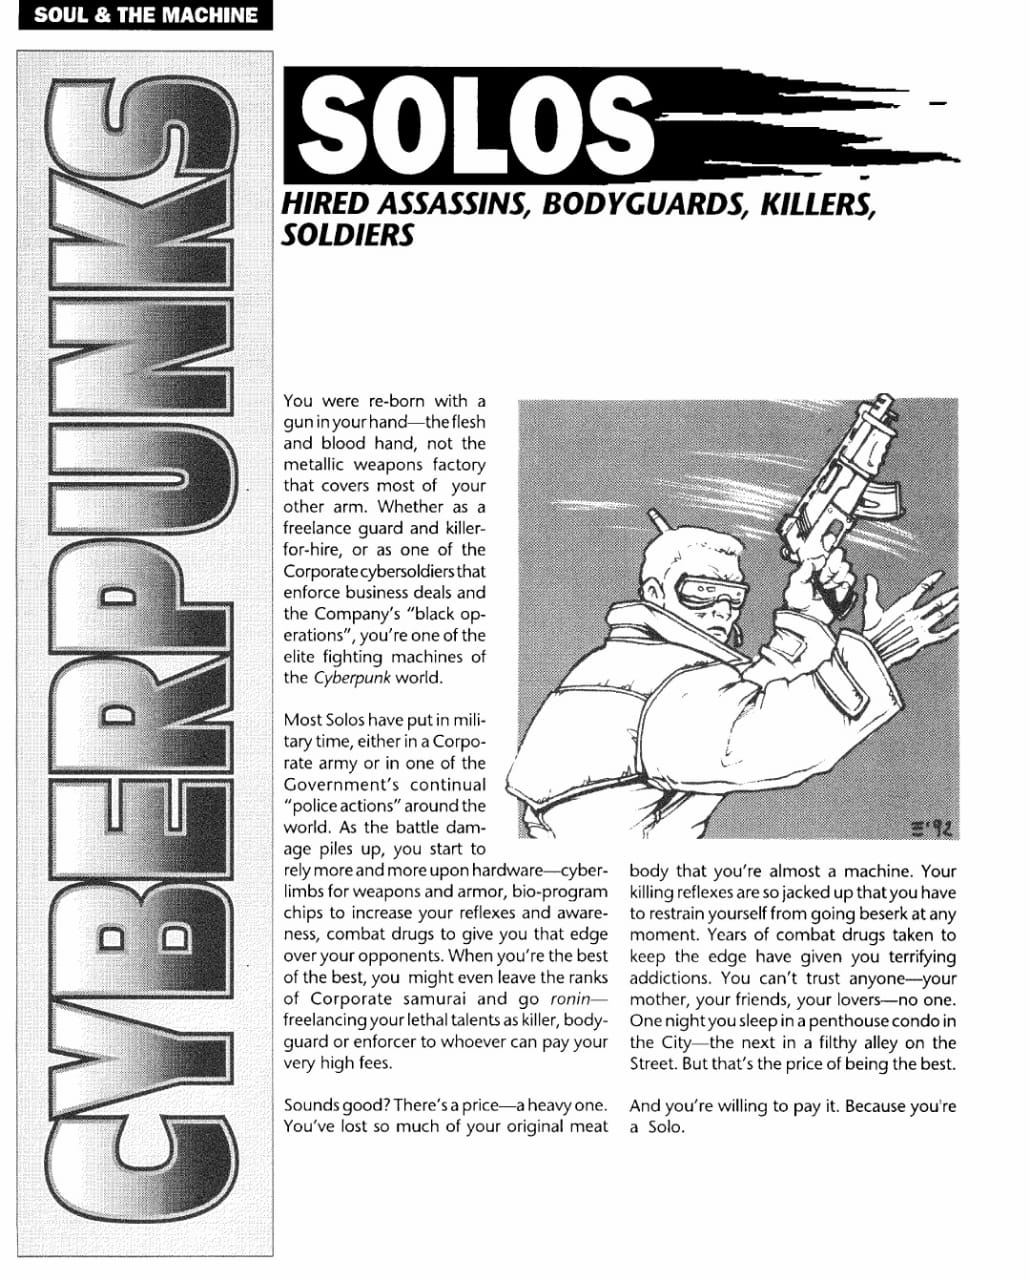 SOUL & THE MACHINE
CYBERPUNKS
SOLOS
HIRED ASSASSINS, BODYGUARDS, KILLERS,
SOLDIERS
You were re-born with a
gun in your hand—the flesh
and blood hand, not the
metallic weapons factory
that covers most of your
other arm. Whether as a
freelance guard and killer-
for-hire, or as one of the
Corporate cybersoldiers that
enforce business deals and
the Company's "black op-
erations", you're one of the
elite fighting machines of
the Cyberpunk world.
Most Solos have put in mili-
tary time, either in a Corpo-
rate army or in one of the
Government's continual
"police actions" around the
world. As the battle dam-
age piles up, you start to
rely more and more upon hardware—cyber-
limbs for weapons and armor, bio-program
chips to increase your reflexes and aware-
ness, combat drugs to give you that edge
over your opponents. When you're the best
of the best, you might even leave the ranks
of Corporate samurai and go ronin—
freelancing your lethal talents as killer, body-
guard or enforcer to whoever can pay your
very high fees.
Sounds good? There's a price—a heavy one.
You've lost so much of your original meat
body that you're almost a machine. Your
killing reflexes are so jacked up that you have
to restrain yourself from going beserk at any
moment. Years of combat drugs taken to
keep the edge have given you terrifying
addictions. You can't trust anyone—your
mother, your friends, your lovers—no one.
One night you sleep in a penthouse condo in
the City—the next in a filthy alley on the
Street. But that's the price of being the best.
And you're willing to pay it. Because you're
a Solo.
'92